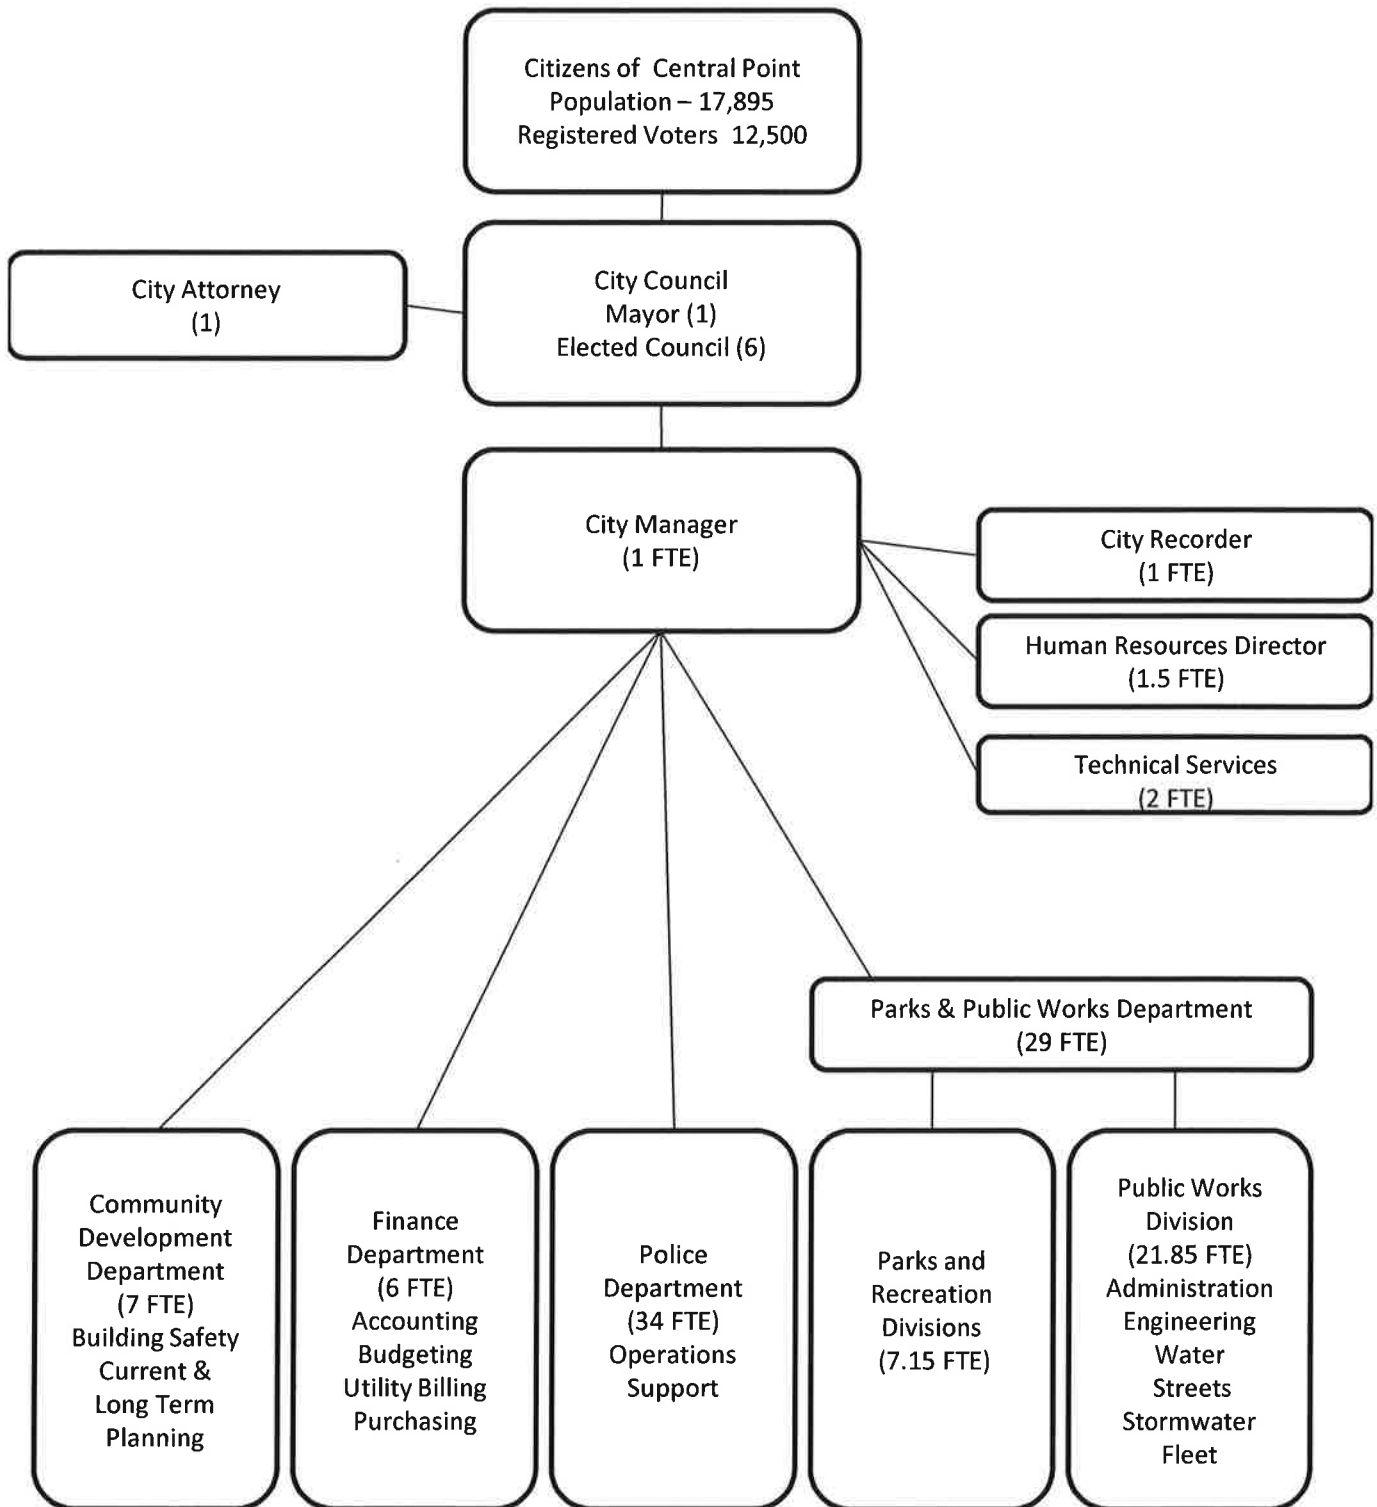 Citizens of Central Point
Population – 17,895
Registered Voters 12,500
City Attorney
(1)
City Council
Mayor (1)
Elected Council (6)
City Manager
(1 FTE)
City Recorder
(1 FTE)
Human Resources Director
(1.5 FTE)
Technical Services
(2 FTE)
Parks & Public Works Department
(29 FTE)
Community
Development
Department
(7 FTE)
Building Safety
Current &
Long Term
Planning
Finance
Department
(6 FTE)
Accounting
Budgeting
Utility Billing
Purchasing
Police
Department
(34 FTE)
Operations
Support
Parks and
Recreation
Divisions
(7.15 FTE)
Public Works
Division
(21.85 FTE)
Administration
Engineering
Water
Streets
Stormwater
Fleet